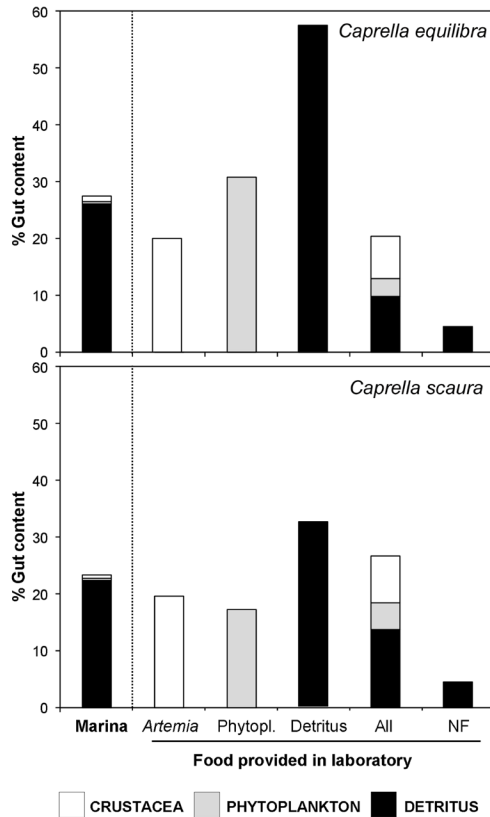 60
Caprella equilibra
50
40
30
20
10
0
% Gut content
60
Caprella scaura
50
40
30
20
10
0
% Gut content
Marina Artemia Phytopl. Detritus All NF
Food provided in laboratory
CRUSTACEA PHYTOPLANKTON DETRITUS